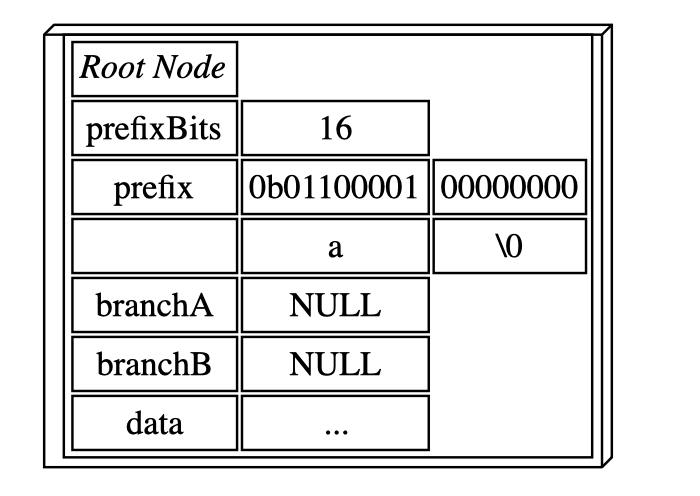 Root Node
prefixBits 16
prefix 0b01100001 00000000
a \0
branchA NULL
branchB NULL
data ...